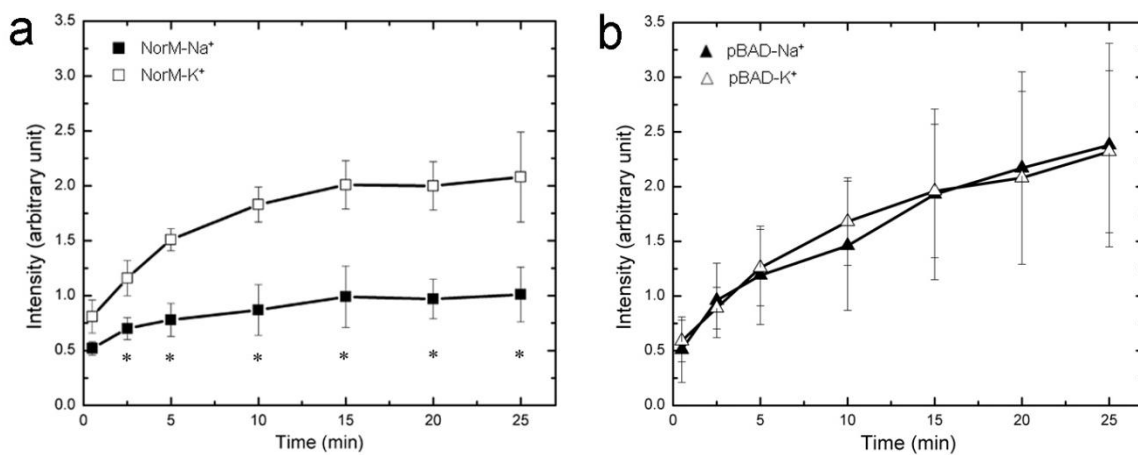 a
NorM-Na⁺
NorM-K⁺
Intensity (arbitrary unit)
3.5
3.0
2.5
2.0
1.5
1.0
0.5
0.0
* * * * * *
0 5 10 15 20 25
Time (min)
b
pBAD-Na⁺
pBAD-K⁺
Intensity (arbitrary unit)
3.5
3.0
2.5
2.0
1.5
1.0
0.5
0.0
0 5 10 15 20 25
Time (min)